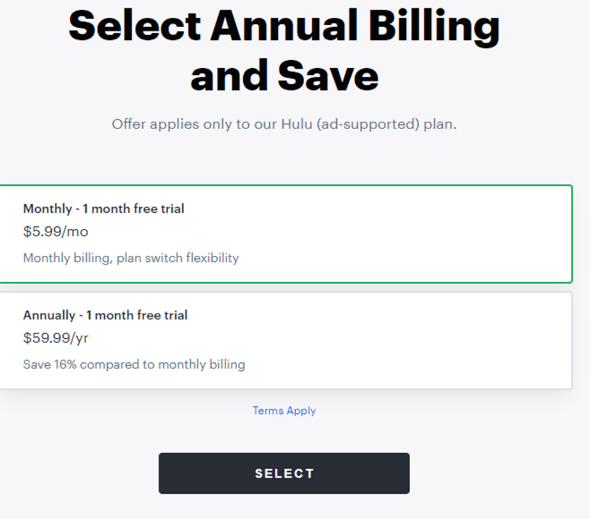 Select Annual Billing
and Save
Offer applies only to our Hulu (ad-supported) plan.
Monthly - 1 month free trial
$5.99/mo
Monthly billing, plan switch flexibility
Annually - 1 month free trial
$59.99/yr
Save 16% compared to monthly billing
Terms Apply
SELECT